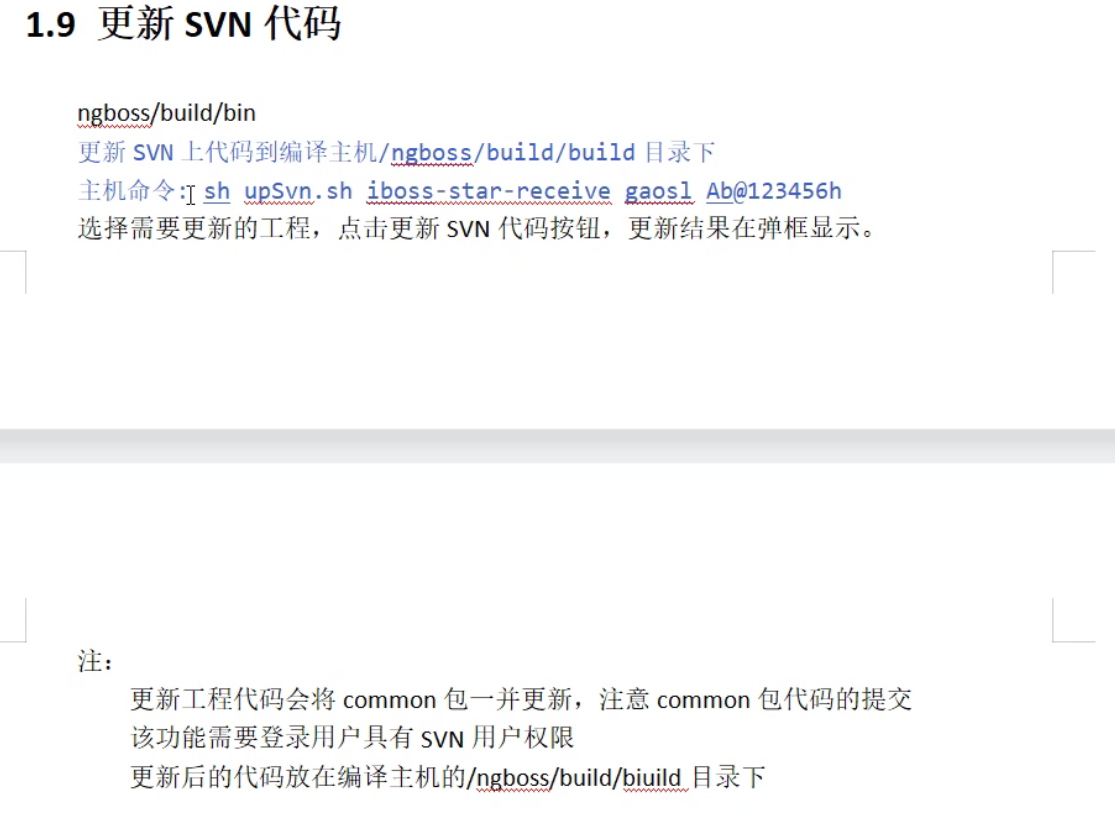 1.9 更新 SVN 代码
ngboss/build/bin
更新 SVN 上代码到编译主机/ngboss/build/build 目录下
主机命令: sh upSvn.sh iboss-star-receive gaosl Ab@123456h
选择需要更新的工程，点击更新 SVN 代码按钮，更新结果在弹框显示。
注：
更新工程代码会将 common 包一并更新，注意 common 包代码的提交
该功能需要登录用户具有 SVN 用户权限
更新后的代码放在编译主机的/ngboss/build/biuild 目录下